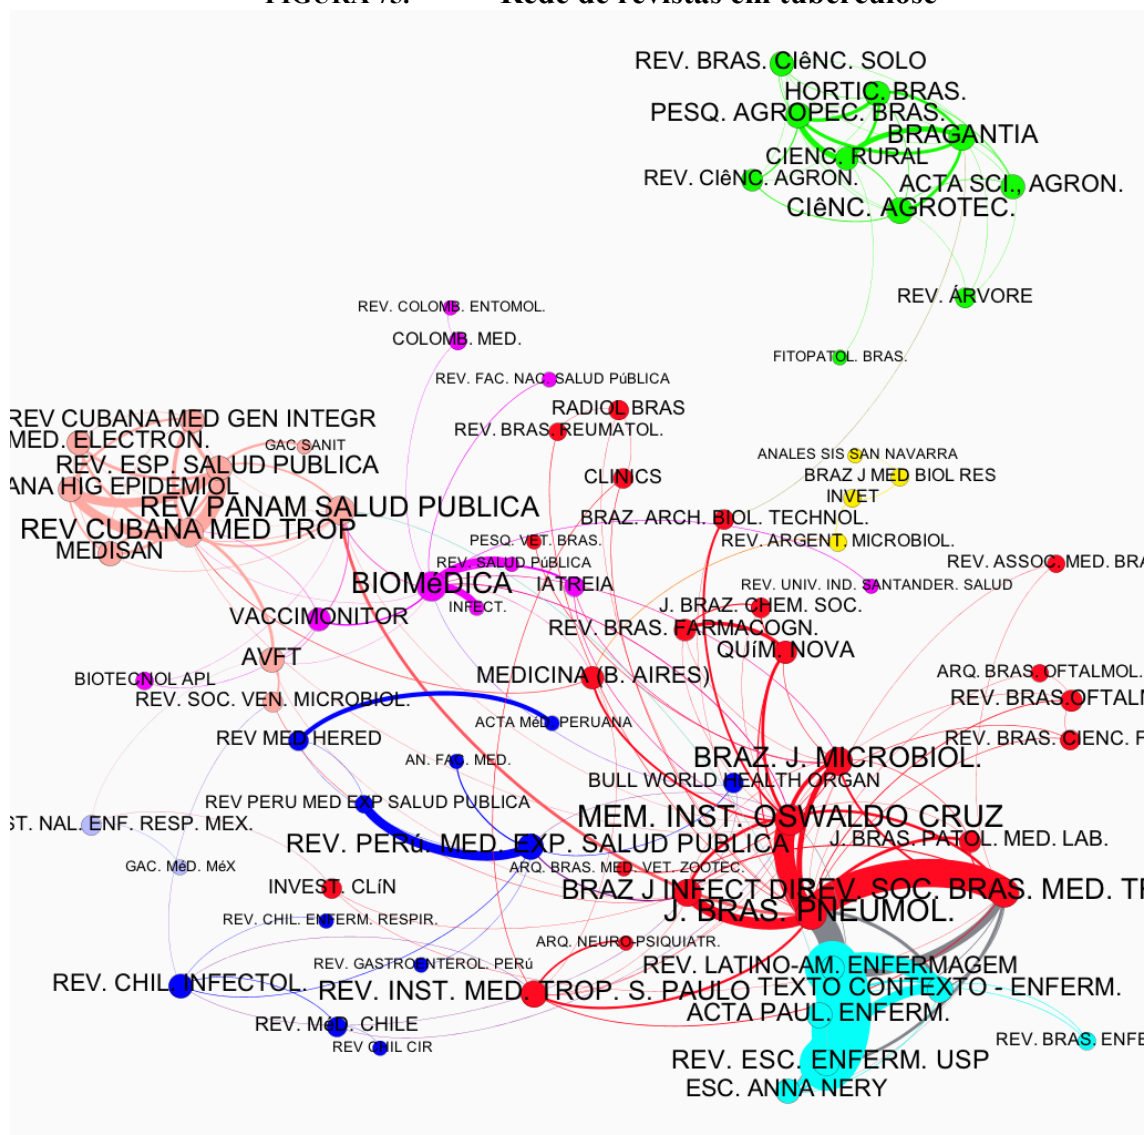 Rede de revistas em tuberculose
REV. BRAS. CIêNC. SOLO
HORTIC. BRAS.
PESQ. AGROPEC. BRAS.
BRAGANTIA
CIENC. RURAL
REV. CIêNC. AGRON.
ACTA SCI., AGRON.
CIêNC. AGROTEC.
REV. ÁRVORE
REV. COLOMB. ENTOMOL.
COLOMB. MED.
FITOPATOL. BRAS.
REV. FAC. NAC. SALUD PúBLICA
RADIOL BRAS
REV CUBANA MED GEN INTEGR
REV. BRAS. REUMATOL.
MED. ELECTRON.
GAC SANIT
ANALES SIS SAN NAVARRA
REV. ESP. SALUD PUBLICA
CLINICS
BRAZ J MED BIOL RES
ANA HIG EPIDEMIOL
INVET
REV PANAM SALUD PUBLICA
BRAZ. ARCH. BIOL. TECHNOL.
REV CUBANA MED TROP
PESQ. VET. BRAS.
REV. ARGENT. MICROBIOL.
MEDISAN
REV. SALUD PúBLICA
REV. ASSOC. MED. BRA
BIOMéDICA
IATREIA
REV. UNIV. IND. SANTANDER. SALUD
INFECT.
J. BRAZ. CHEM. SOC.
VACCIMONITOR
REV. BRAS. FARMACOGN.
QUíM. NOVA
AVFT
MEDICINA (B. AIRES)
ARQ. BRAS. OFTALMOL.
BIOTECNOL APL
REV. SOC. VEN. MICROBIOL.
REV. BRAS.OFTAL
ACTA MéD. PERUANA
REV MED HERED
REV. BRAS. CIENC. F
AN. FAC. MED.
BRAZ. J. MICROBIOL.
BULL WORLD HEALTH ORGAN
REV PERU MED EXP SALUD PUBLICA
MEM. INST. OSWALDO CRUZ
ST. NAL. ENF. RESP. MEX.
REV. PERú. MED. EXP. SALUD PUBLICA
J. BRAS. PATOL. MED. LAB.
GAC. MéD. MéX
ARQ. BRAS. MED. VET. ZOOTEC.
INVEST. CLíN
BRAZ J INFECT DIS
REV. SOC. BRAS. MED. TR
J. BRAS. PNEUMOL.
REV. CHIL. ENFERM. RESPIR.
ARQ. NEURO-PSIQUIATR.
REV. GASTROENTEROL. PERú
REV. LATINO-AM. ENFERMAGEM
REV. CHIL. INFECTOL.
REV. INST. MED. TROP. S. PAULO
TEXTO CONTEXTO - ENFERM.
ACTA PAUL. ENFERM.
REV. MéD. CHILE
REV CHIL CIR
REV. BRAS. ENFE
REV. ESC. ENFERM. USP
ESC. ANNA NERY